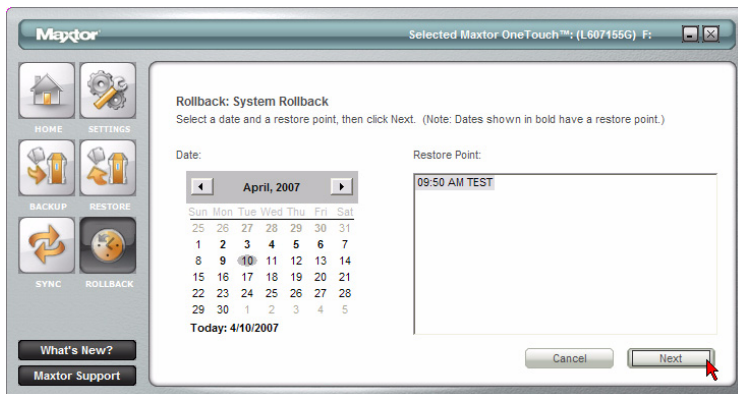 Maxtor
Selected Maxtor OneTouch™: (L607155G) F:
HOME SETTINGS
BACKUP RESTORE
SYNC ROLLBACK
What's New?
Maxtor Support
Rollback: System Rollback
Select a date and a restore point, then click Next. (Note: Dates shown in bold have a restore point.)
Date:
April, 2007
Sun Mon Tue Wed Thu Fri Sat
25 26 27 28 29 30 31
1 2 3 4 5 6 7
8 9 10 11 12 13 14
15 16 17 18 19 20 21
22 23 24 25 26 27 28
29 30 1 2 3 4 5
Today: 4/10/2007
Restore Point:
09:50 AM TEST
Cancel Next